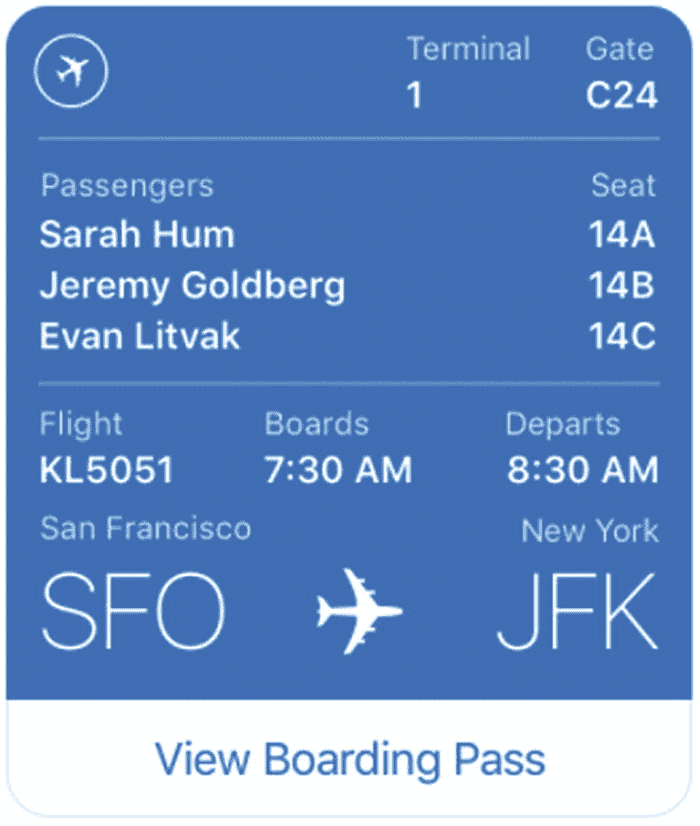 Terminal Gate
1 C24
Passengers Seat
Sarah Hum 14A
Jeremy Goldberg 14B
Evan Litvak 14C
Flight Boards Departs
KL5051 7:30 AM 8:30 AM
San Francisco New York
SFO JFK
View Boarding Pass